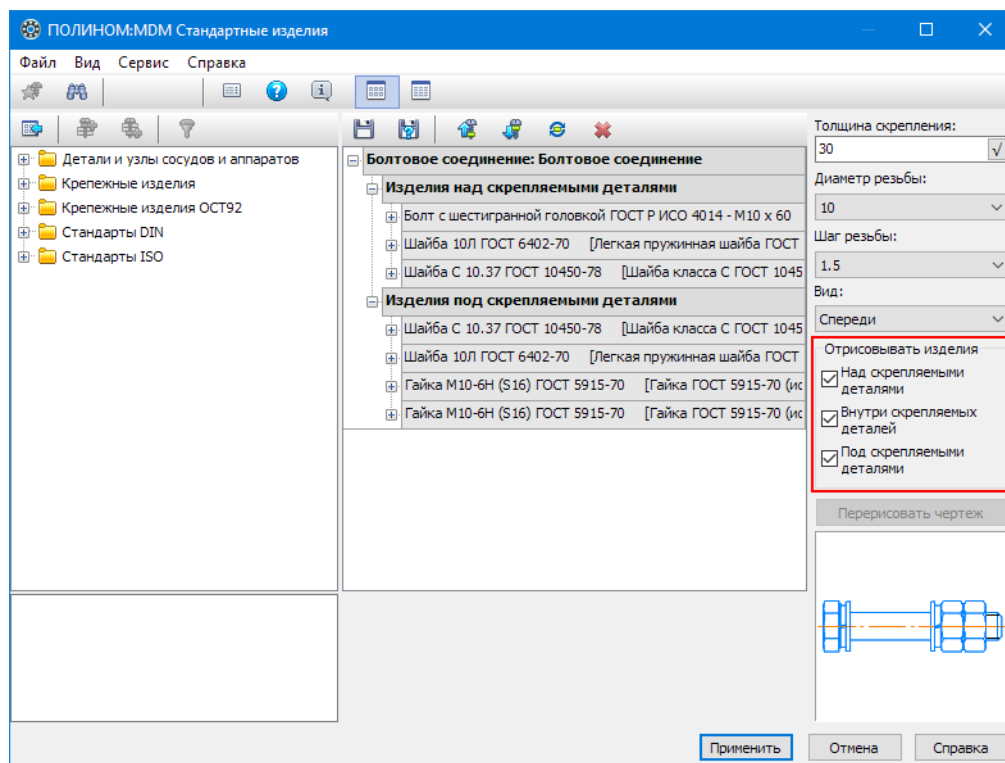 ПОЛИНОМ:MDM Стандартные изделия
Файл Вид Сервис Справка
Детали и узлы сосудов и аппаратов
Крепежные изделия
Крепежные изделия ОСТ92
Стандарты DIN
Стандарты ISO
Болтовое соединение: Болтовое соединение
Изделия над скрепляемыми деталями
Болт с шестигранной головкой ГОСТ Р ИСО 4014 - М10 x 60
Шайба 10Л ГОСТ 6402-70 [Легкая пружинная шайба ГОСТ
Шайба С 10.37 ГОСТ 10450-78 [Шайба класса С ГОСТ 1045
Изделия под скрепляемыми деталями
Шайба С 10.37 ГОСТ 10450-78 [Шайба класса С ГОСТ 1045
Шайба 10Л ГОСТ 6402-70 [Легкая пружинная шайба ГОСТ
Гайка М10-6Н (S16) ГОСТ 5915-70 [Гайка ГОСТ 5915-70 (ис
Гайка М10-6Н (S16) ГОСТ 5915-70 [Гайка ГОСТ 5915-70 (ис
Толщина скрепления:
30
Диаметр резьбы:
10
Шаг резьбы:
1.5
Вид:
Спереди
Отрисовывать изделия
Над скрепляемыми
деталями
Внутри скрепляемых
деталей
Под скрепляемыми
деталями
Перерисовать чертеж
Применить Отмена Справка